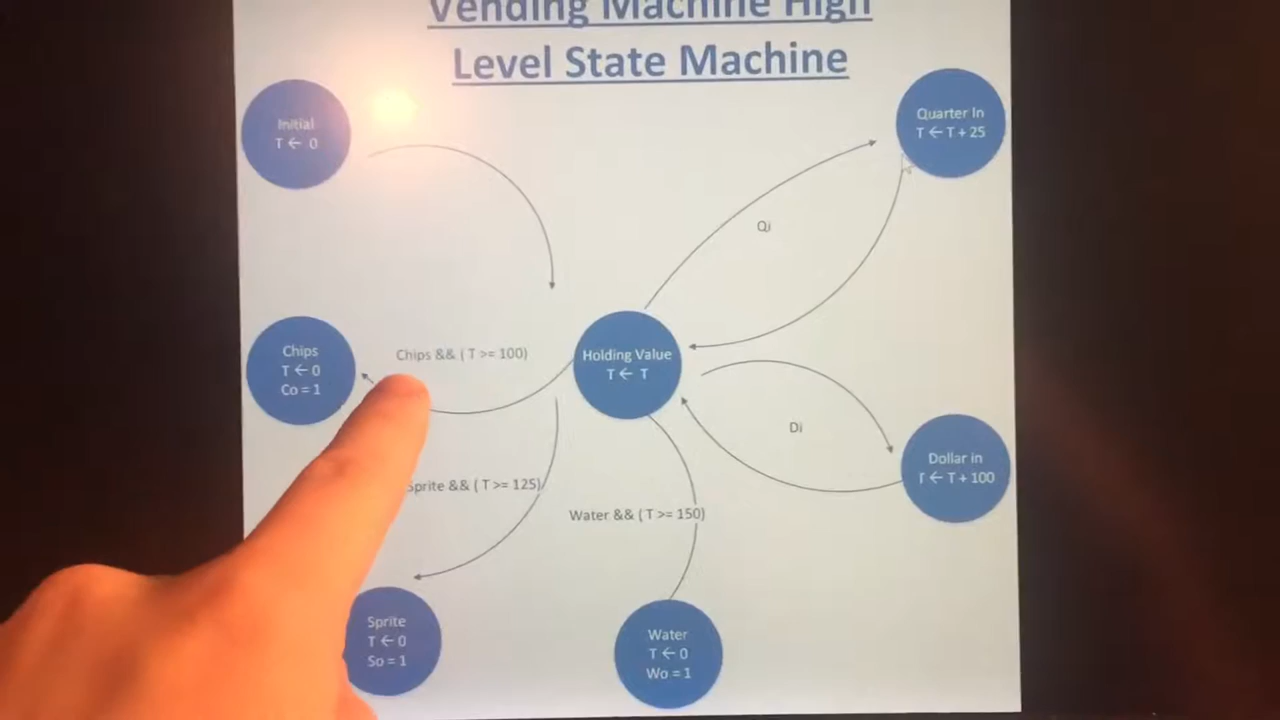 Vending Machine High
Level State Machine
Initial
T ← 0
Quarter In
T ← T + 25
Qi
Chips
T ← 0
Co = 1
Chips && ( T >= 100)
Holding Value
T ← T
Di
Dollar in
T ← T + 100
Sprite && ( T >= 125)
Water && ( T >= 150)
Sprite
T ← 0
So = 1
Water
T ← 0
Wo = 1